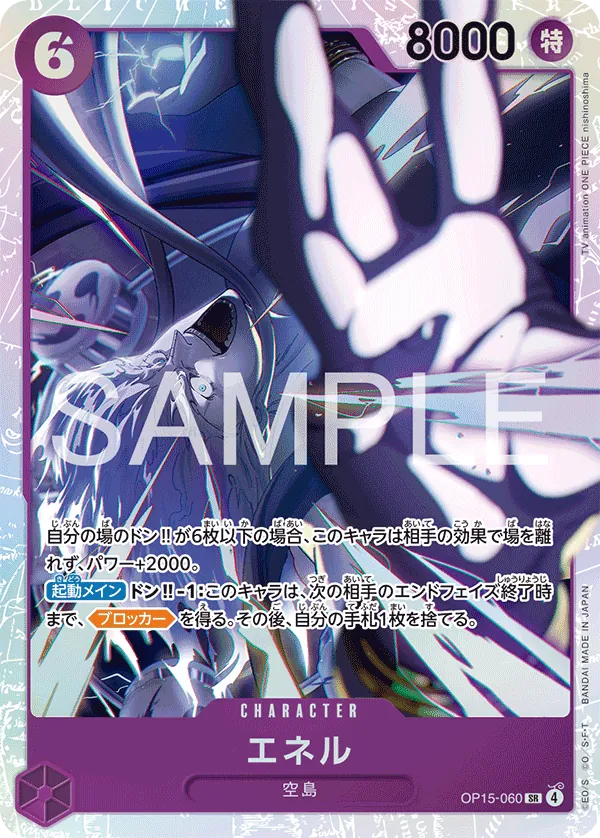 6
8000
特
TV animation ONE PIECE nishinoshima
SAMPLE
自分の場のドン!!が6枚以下の場合、このキャラは相手の効果で場を離
れず、パワー+2000。
起動メイン ドン!!-1:このキャラは、次の相手のエンドフェイズ終了時
まで、ブロッカーを得る。その後、自分の手札1枚を捨てる。
CHARACTER
エネル
空島
OP15-060 SR 4
©EO/S ©O/S・F・T BANDAI MADE IN JAPAN